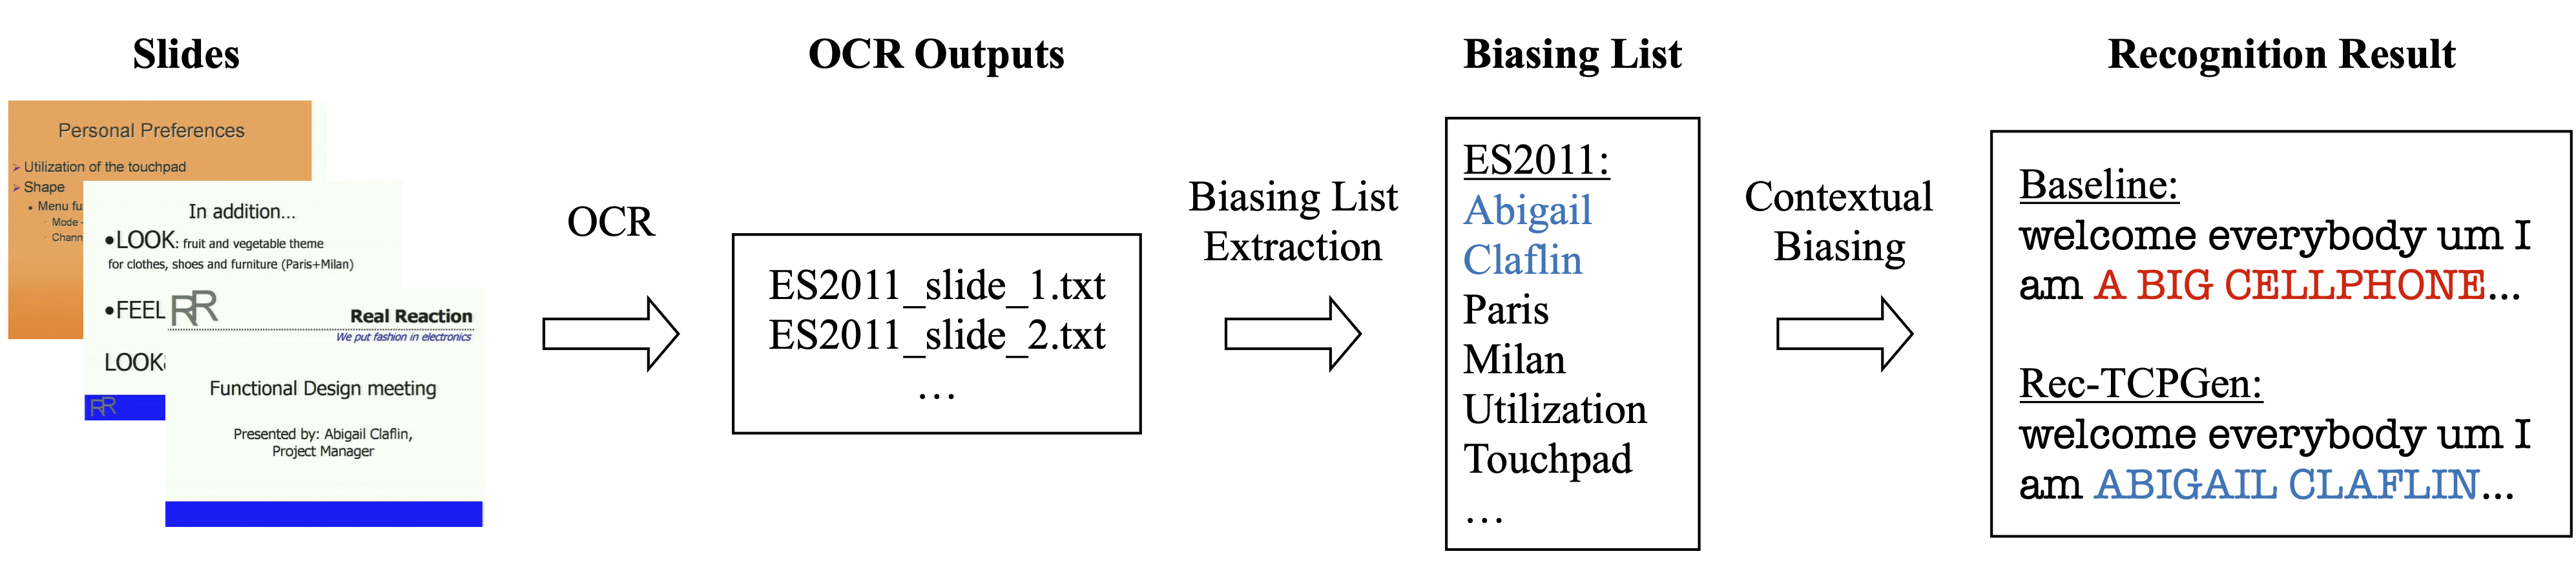 Slides
Personal Preferences
Utilization of the touchpad
Shape
Menu fu
Mode -
Chann
In addition...
•LOOK: fruit and vegetable theme
for clothes, shoes and furniture (Paris+Milan)
•FEEL
LOOK
RR
RR
Real Reaction
We put fashion in electronics
Functional Design meeting
Presented by: Abigail Claflin,
Project Manager
OCR
OCR Outputs
ES2011_slide_1.txt
ES2011_slide_2.txt
...
Biasing List
Extraction
Biasing List
ES2011:
Abigail
Claflin
Paris
Milan
Utilization
Touchpad
...
Contextual
Biasing
Recognition Result
Baseline:
welcome everybody um I
am A BIG CELLPHONE...
Rec-TCPGen:
welcome everybody um I
am ABIGAIL CLAFLIN...